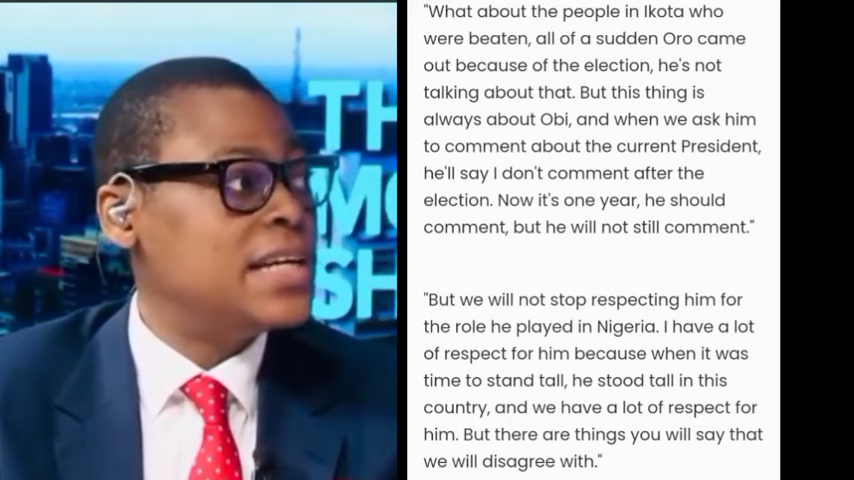 TH
MO
SH
"What about the people in Ikota who
were beaten, all of a sudden Oro came
out because of the election, he's not
talking about that. But this thing is
always about Obi, and when we ask him
to comment about the current President,
he'll say I don't comment after the
election. Now it's one year, he should
comment, but he will not still comment."
"But we will not stop respecting him for
the role he played in Nigeria. I have a lot
of respect for him because when it was
time to stand tall, he stood tall in this
country, and we have a lot of respect for
him. But there are things you will say that
we will disagree with."